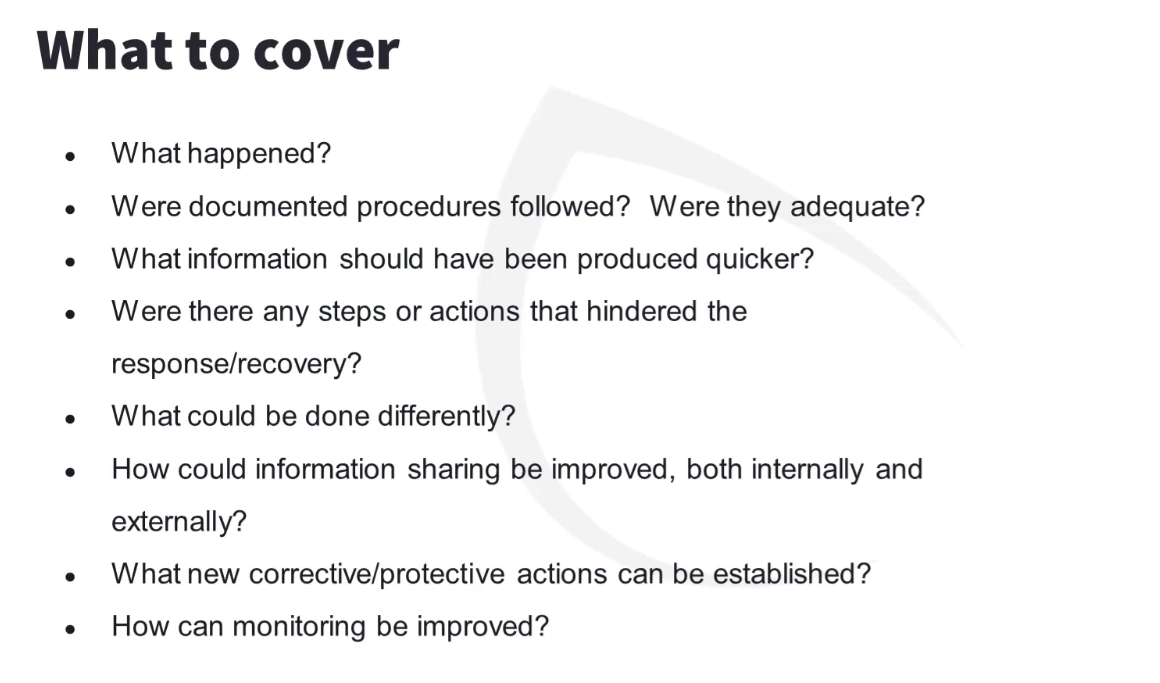 What to cover
• What happened?
• Were documented procedures followed? Were they adequate?
• What information should have been produced quicker?
• Were there any steps or actions that hindered the
response/recovery?
• What could be done differently?
• How could information sharing be improved, both internally and
externally?
• What new corrective/protective actions can be established?
• How can monitoring be improved?